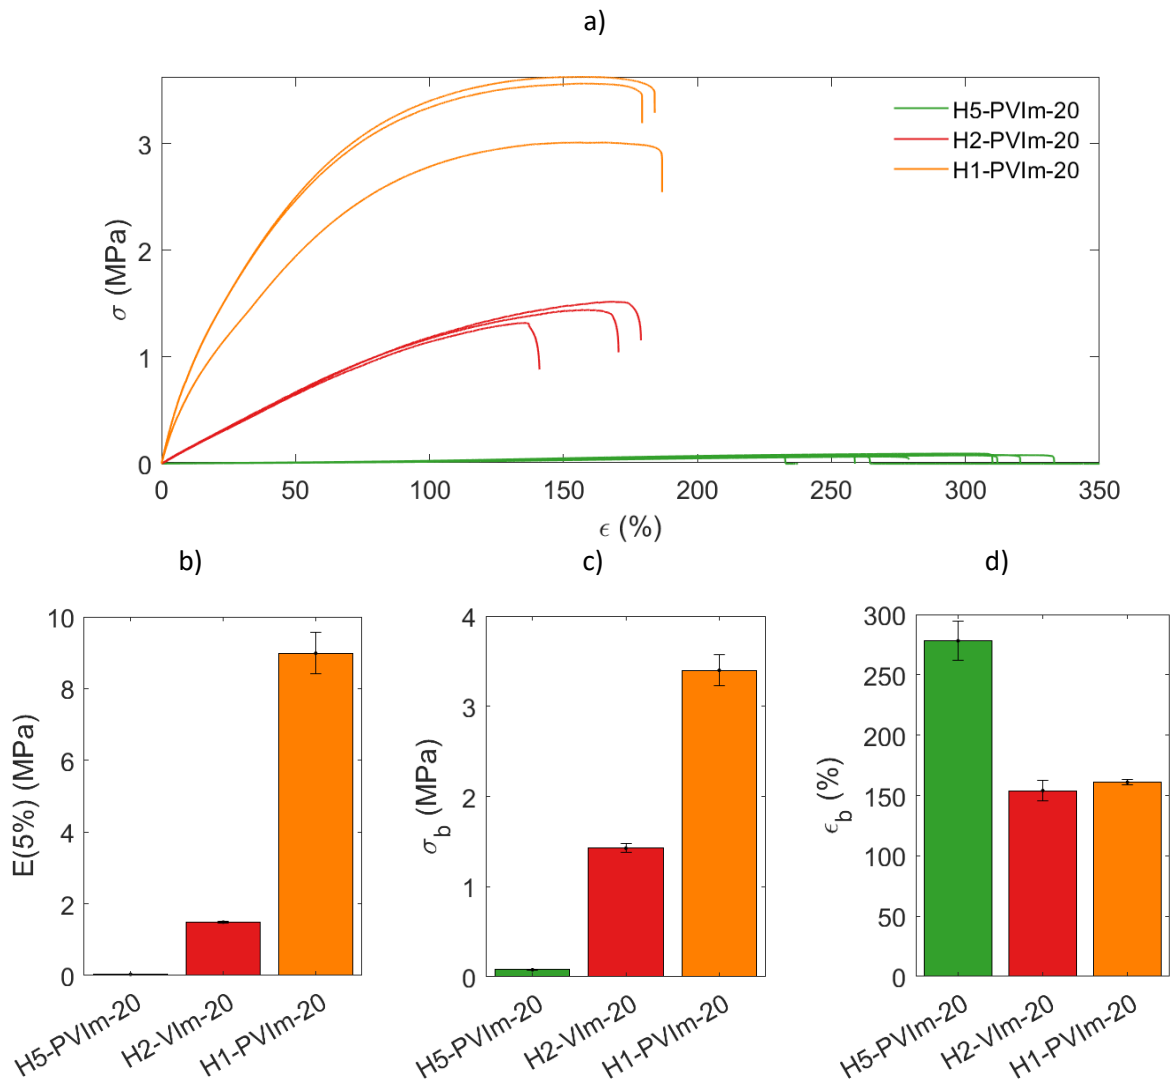 a)
σ (MPa)
3
2
1
0
H5-PVIm-20
H2-PVIm-20
H1-PVIm-20
0 50 100 150 200 250 300 350
ϵ (%)
b)
E(5%) (MPa)
10
8
6
4
2
0
H5-PVIm-20
H2-VIm-20
H1-PVIm-20
c)
σb (MPa)
4
3
2
1
0
H5-PVIm-20
H2-VIm-20
H1-PVIm-20
d)
ϵb (%)
300
250
200
150
100
50
0
H5-PVIm-20
H2-VIm-20
H1-PVIm-20